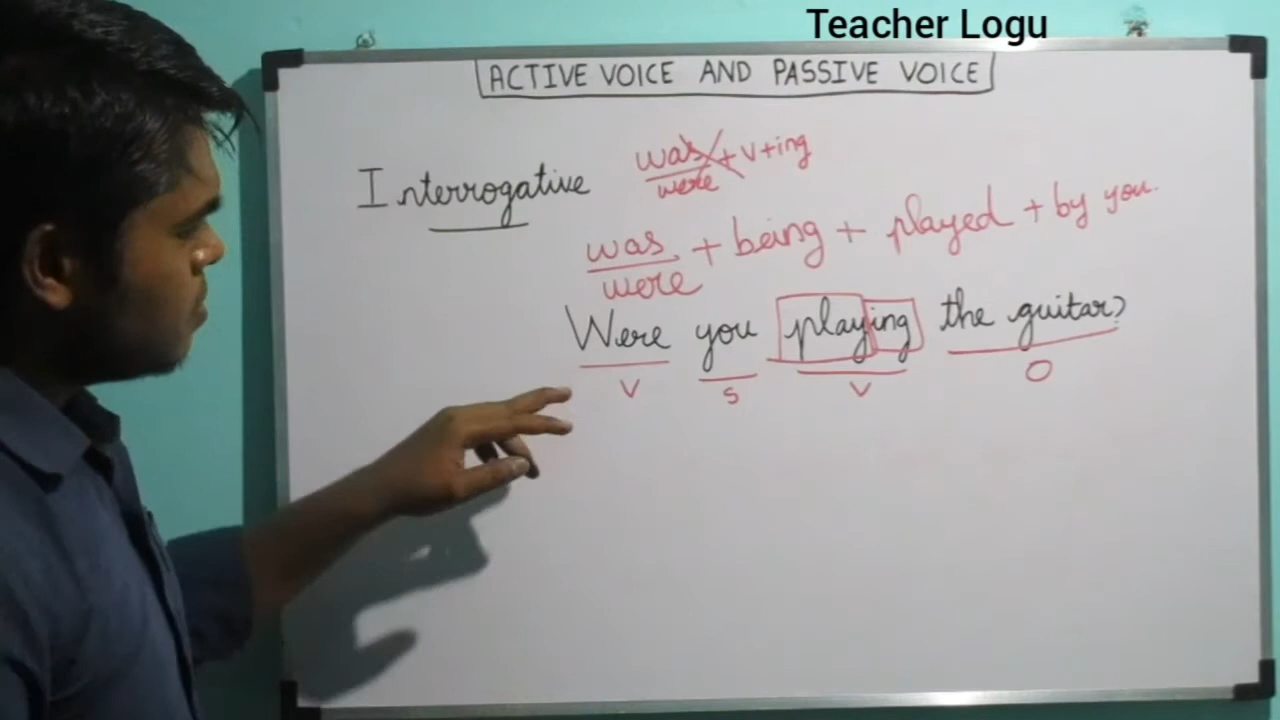 Teacher Logu
ACTIVE VOICE AND PASSIVE VOICE
Interrogative
was
were
+ v + ing
was
were
+ being + played + by you.
Were you playing the guitar?
V S V O